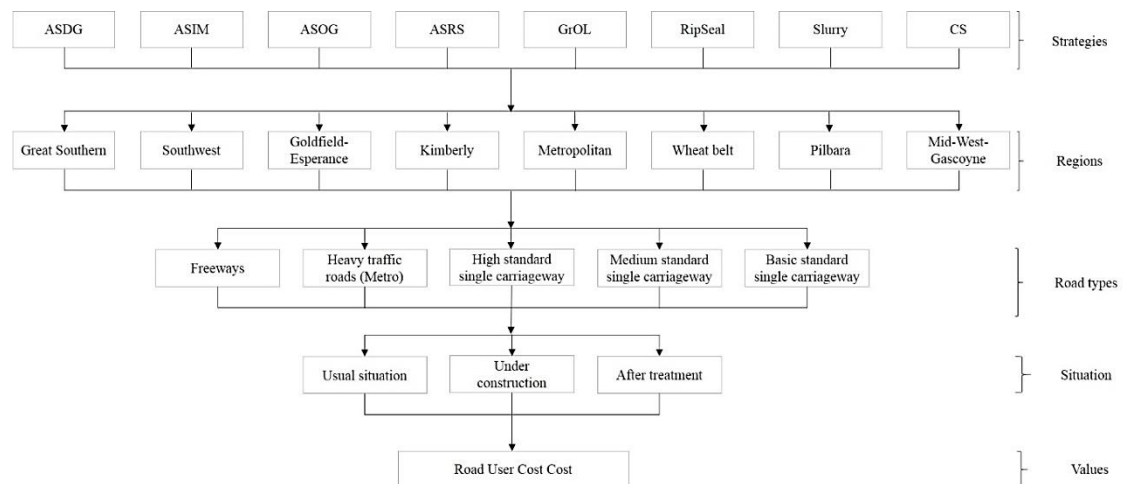 ASDG
ASIM
ASOG
ASRS
GrOL
RipSeal
Slurry
CS
Strategies
Great Southern
Southwest
Goldfield-
Esperance
Kimberly
Metropolitan
Wheat belt
Pilbara
Mid-West-
Gascoyne
Regions
Freeways
Heavy traffic
roads (Metro)
High standard
single carriageway
Medium standard
single carriageway
Basic standard
single carriageway
Road types
Usual situation
Under
construction
After treatment
Situation
Road User Cost Cost
Values